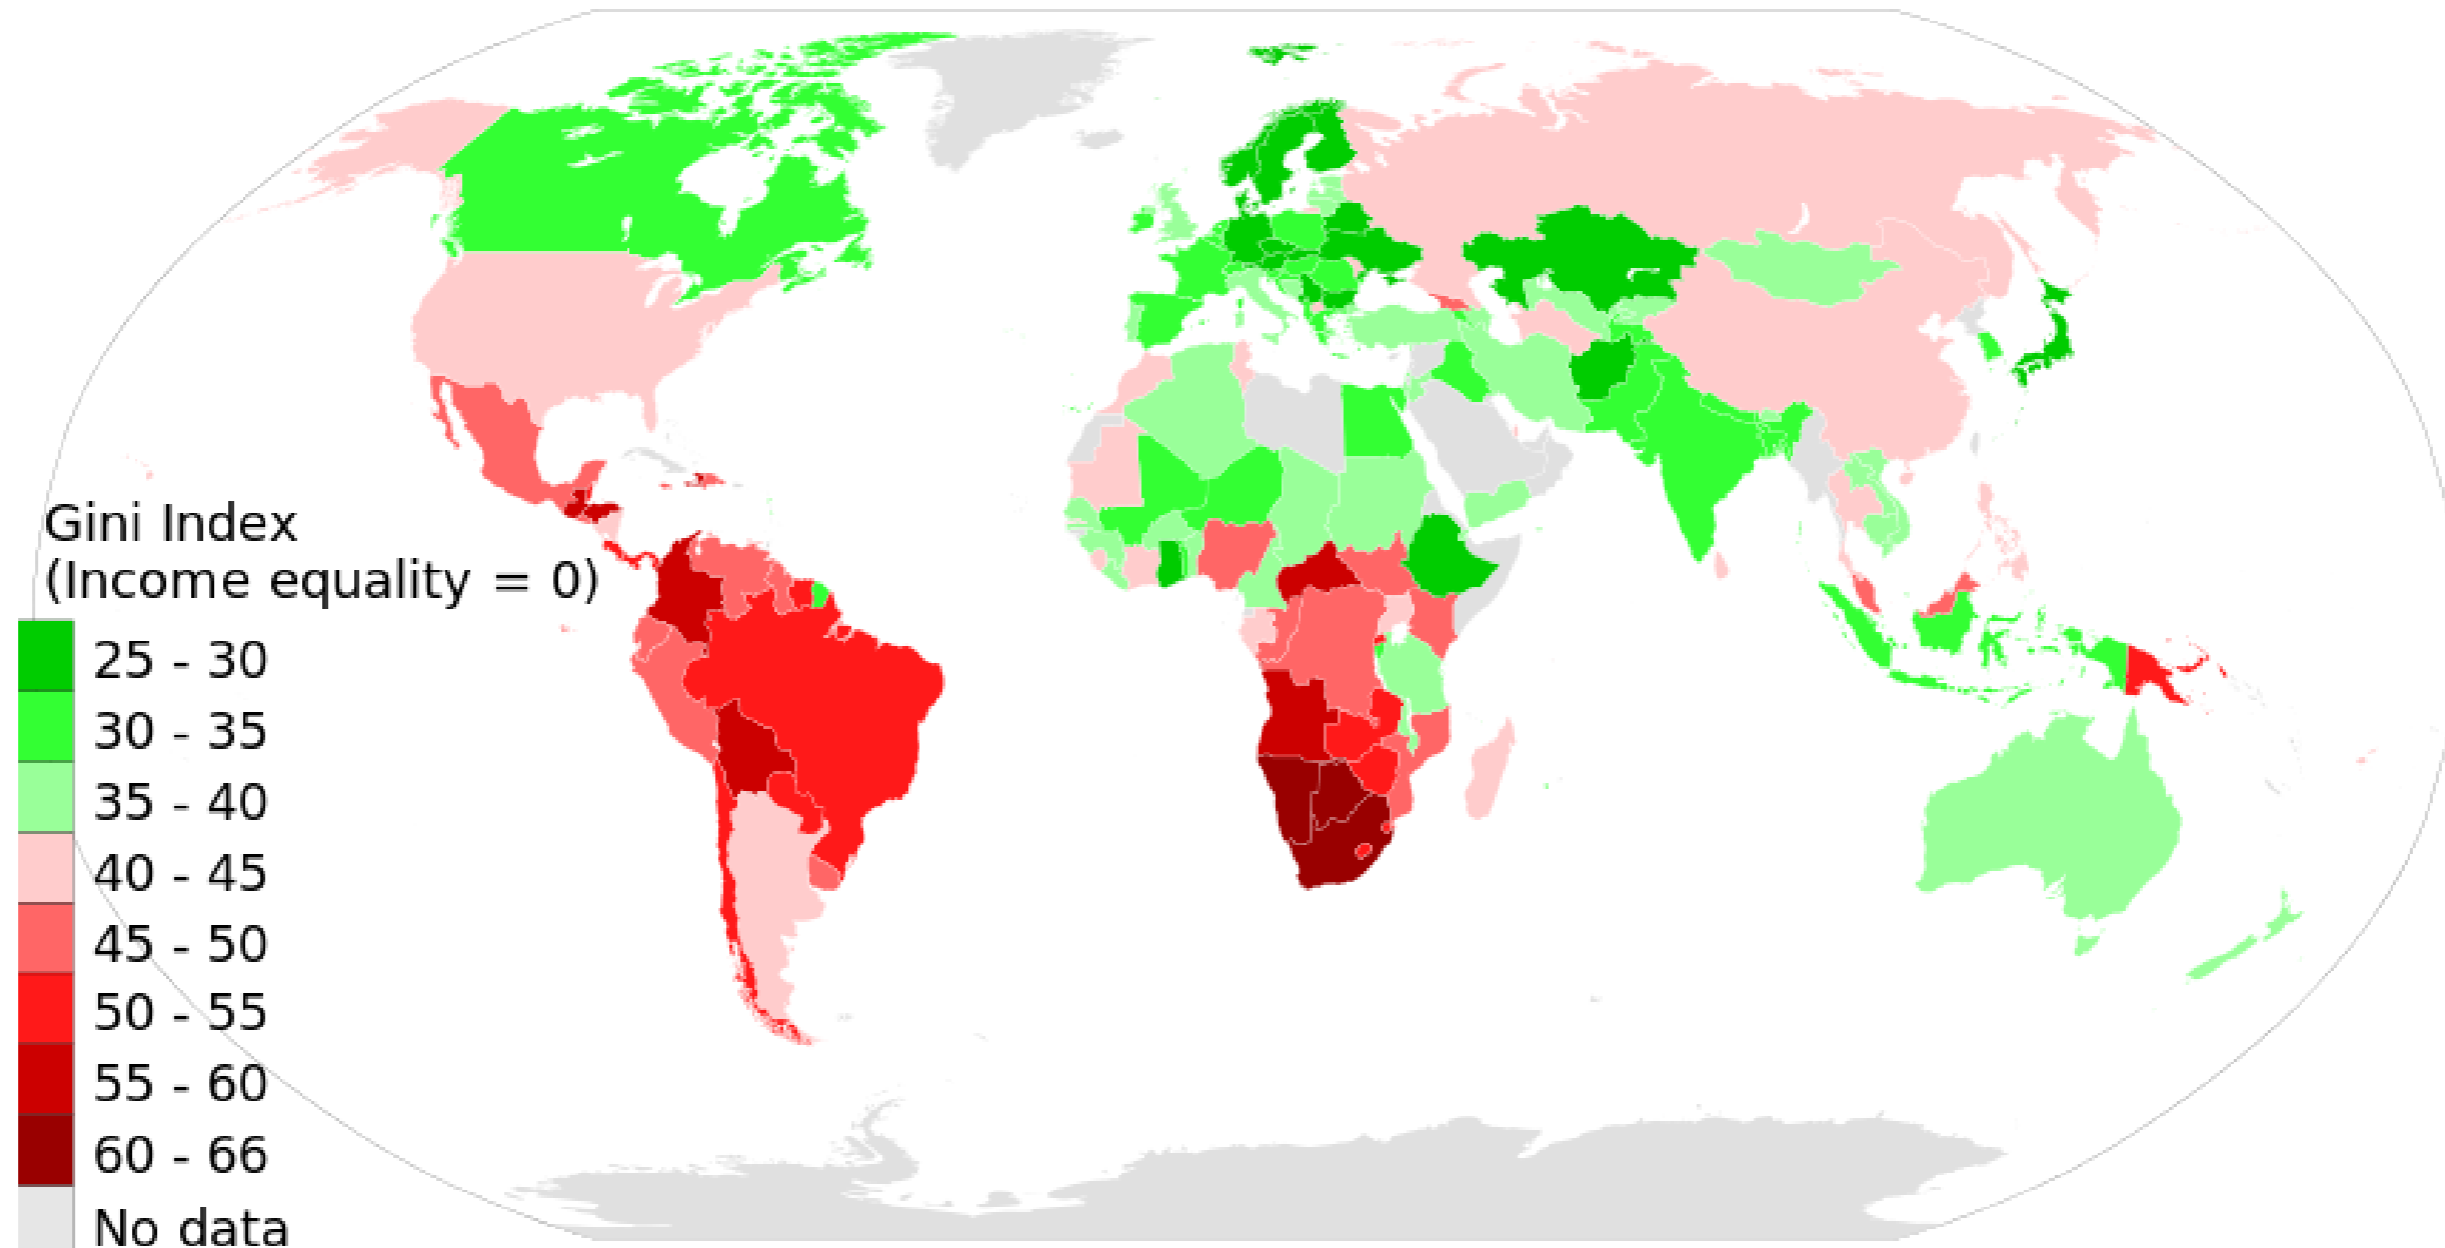 Gini Index
(Income equality = 0)
25 - 30
30 - 35
35 - 40
40 - 45
45 - 50
50 - 55
55 - 60
60 - 66
No data